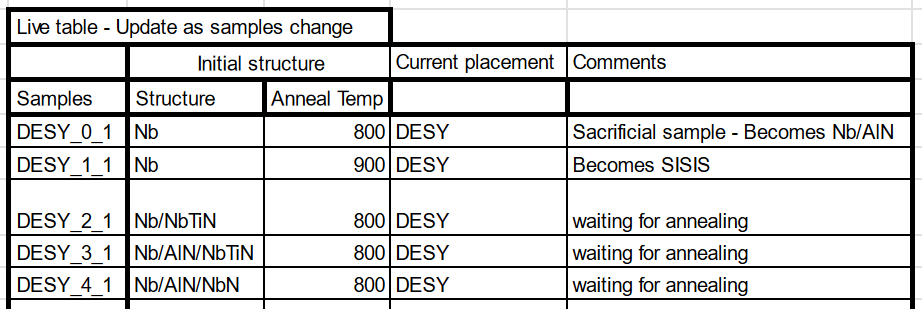 Live table - Update as samples change
Initial structure Current placement Comments
Samples Structure Anneal Temp
DESY_0_1 Nb 800 DESY Sacrificial sample - Becomes Nb/AlN
DESY_1_1 Nb 900 DESY Becomes SISIS
DESY_2_1 Nb/NbTiN 800 DESY waiting for annealing
DESY_3_1 Nb/AlN/NbTiN 800 DESY waiting for annealing
DESY_4_1 Nb/AlN/NbN 800 DESY waiting for annealing